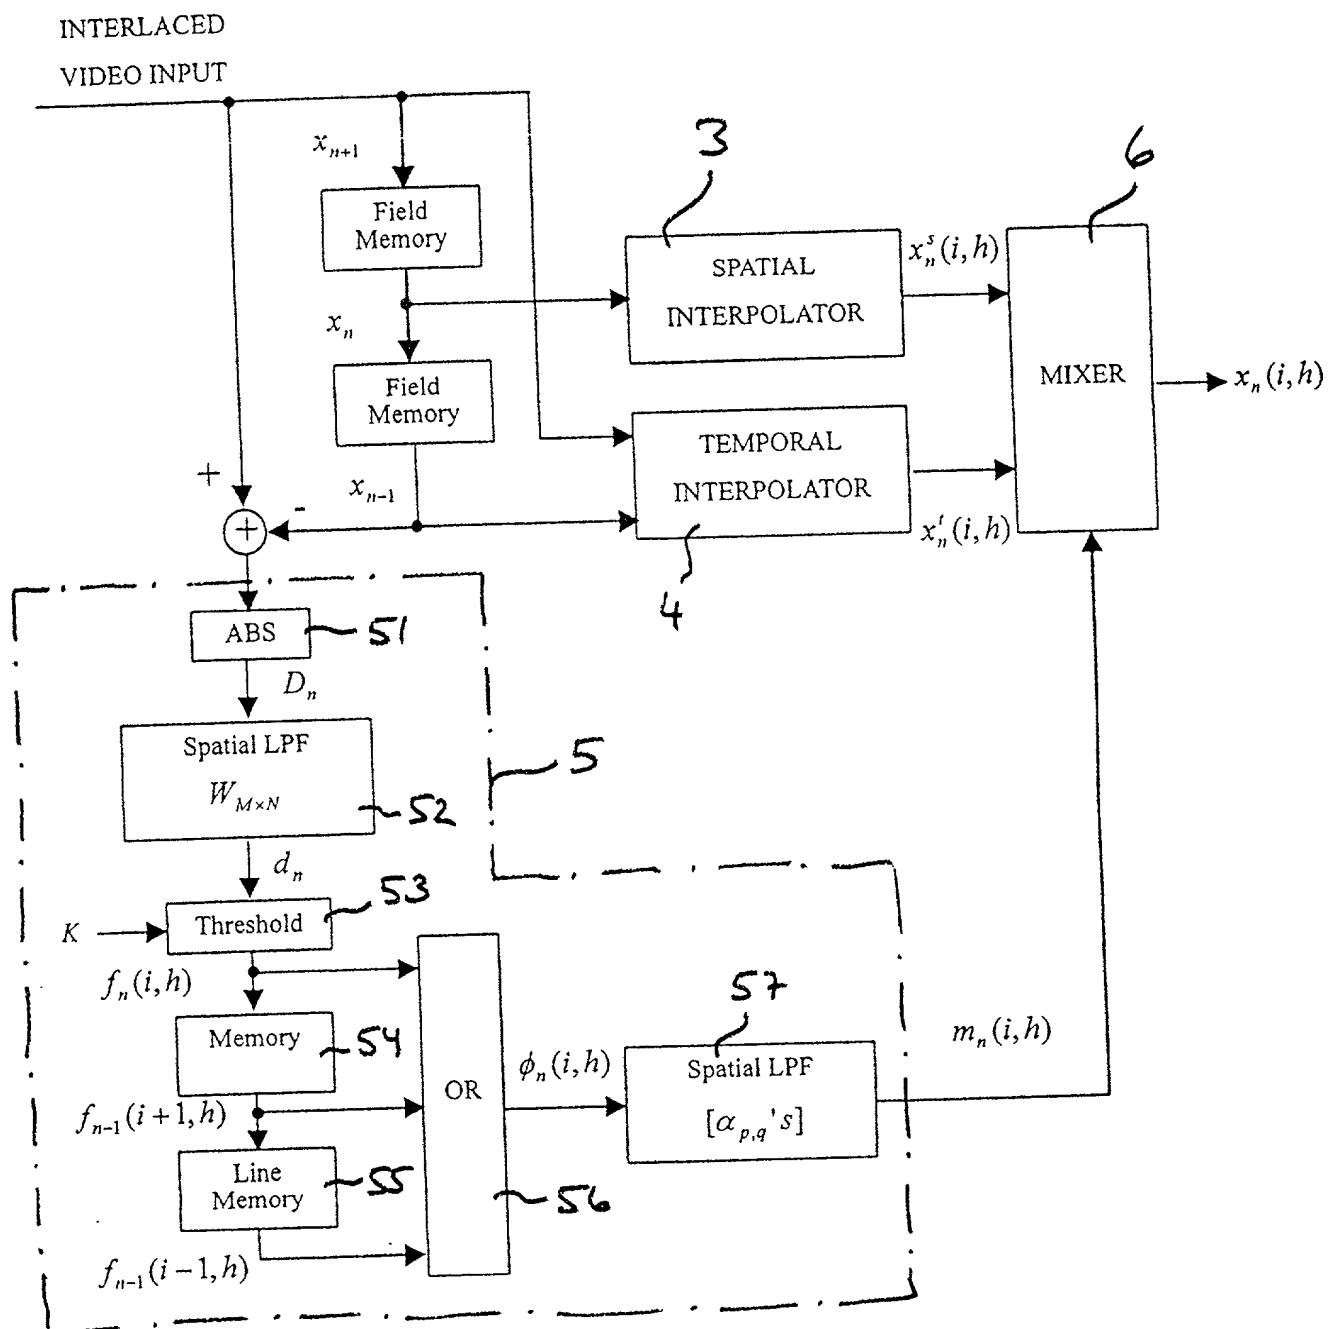 INTERLACED
VIDEO INPUT
x_{n+1}
Field
Memory
x_n
Field
Memory
x_{n-1}
+
-
+
3
SPATIAL
INTERPOLATOR
x_n^s(i,h)
6
MIXER
x_n(i,h)
TEMPORAL
INTERPOLATOR
x_n^t(i,h)
4
ABS
51
D_n
Spatial LPF
W_{M×N}
52
5
d_n
K
Threshold
53
f_n(i,h)
Memory
54
f_{n-1}(i+1,h)
Line
Memory
55
f_{n-1}(i-1,h)
OR
56
ϕ_n(i,h)
57
Spatial LPF
[α_{p,q}'s]
m_n(i,h)